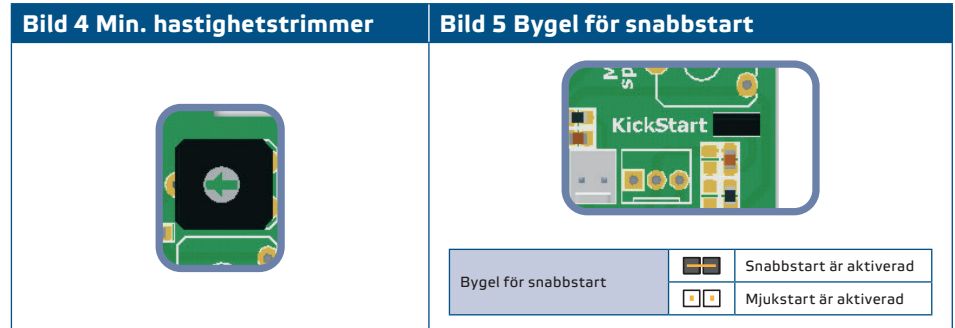 Bild 4 Min. hastighetstrimmer
Bild 5 Bygel för snabbstart
M
sp
KickStart
Bygel för snabbstart
Snabbstart är aktiverad
Mjukstart är aktiverad